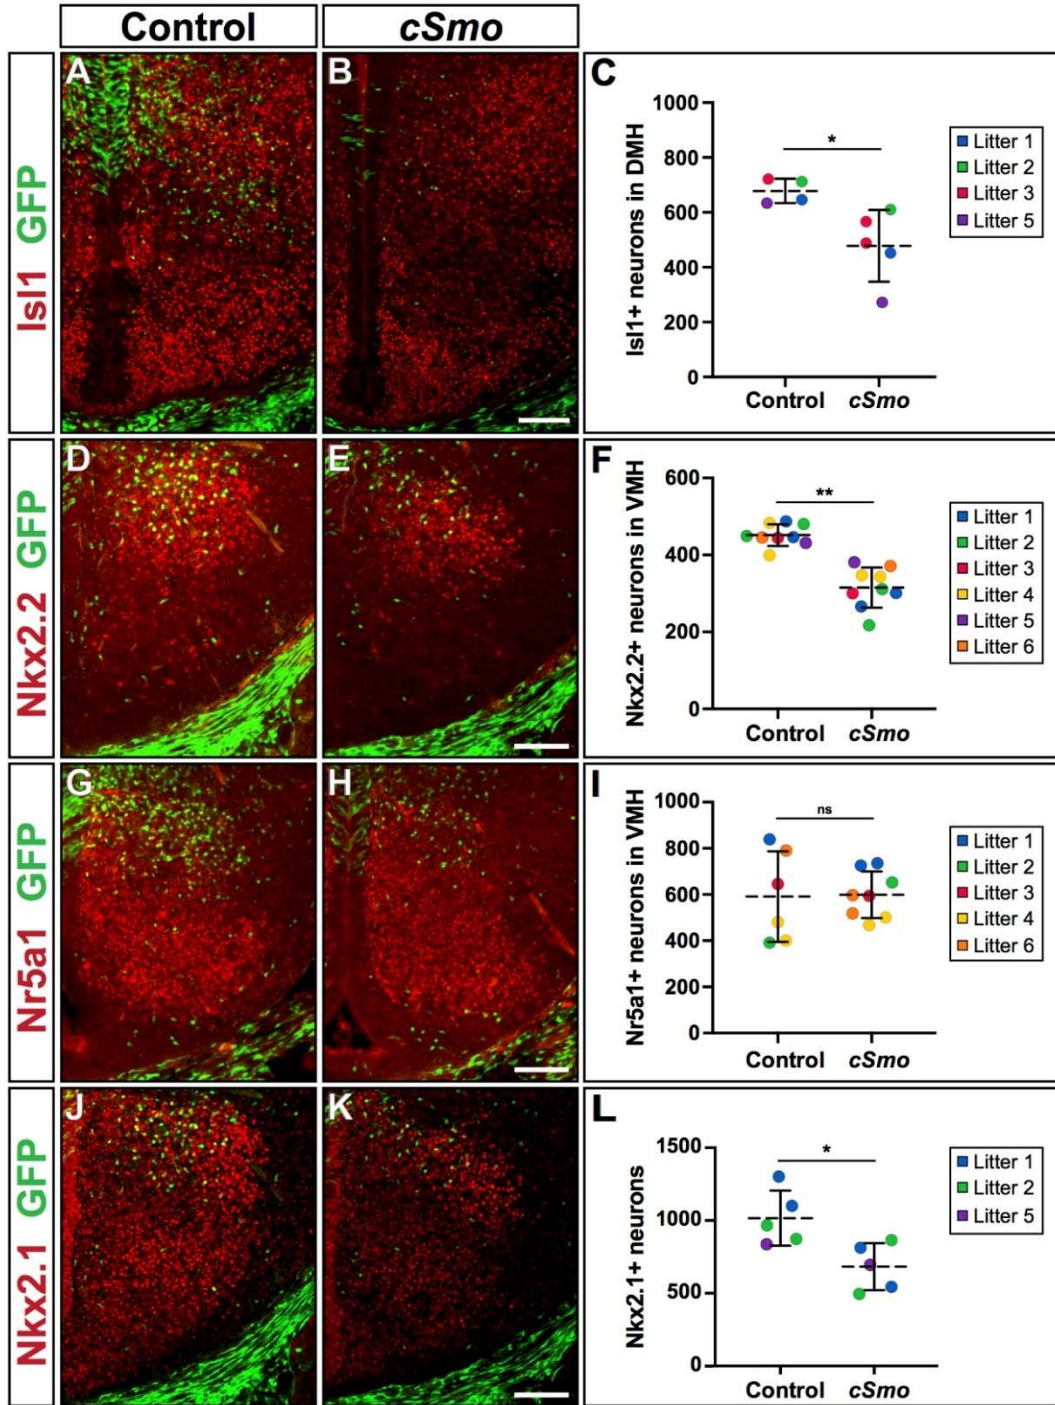 Control
cSmo
Isl1 GFP
A
B
C
Isl1+ neurons in DMH
1000
800
600
400
200
0
*
Control
cSmo
Litter 1
Litter 2
Litter 3
Litter 5
Nkx2.2 GFP
D
E
F
Nkx2.2+ neurons in VMH
600
400
200
0
**
Control
cSmo
Litter 1
Litter 2
Litter 3
Litter 4
Litter 5
Litter 6
Nr5a1 GFP
G
H
I
Nr5a1+ neurons in VMH
1000
800
600
400
200
0
ns
Control
cSmo
Litter 1
Litter 2
Litter 3
Litter 4
Litter 6
Nkx2.1 GFP
J
K
L
Nkx2.1+ neurons
1500
1000
500
0
*
Control
cSmo
Litter 1
Litter 2
Litter 5